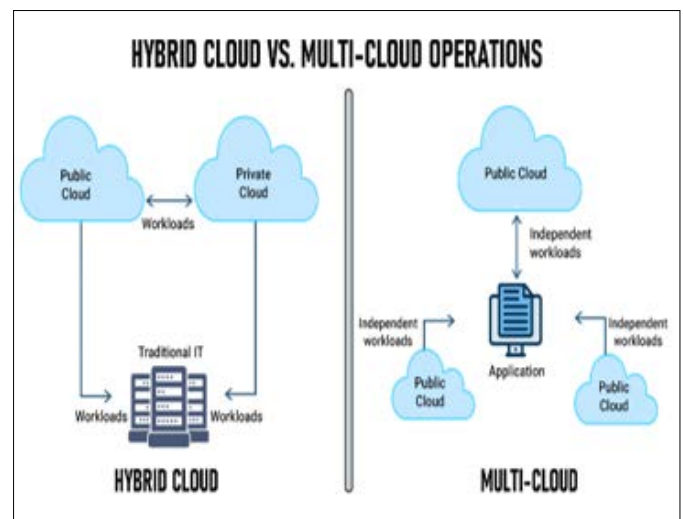 HYBRID CLOUD VS. MULTI-CLOUD OPERATIONS
Public
Cloud
Private
Cloud
Workloads
Traditional IT
Workloads
Workloads
HYBRID CLOUD
Public Cloud
Independent
workloads
Independent
workloads
Independent
workloads
Application
Public
Cloud
Public
Cloud
MULTI-CLOUD